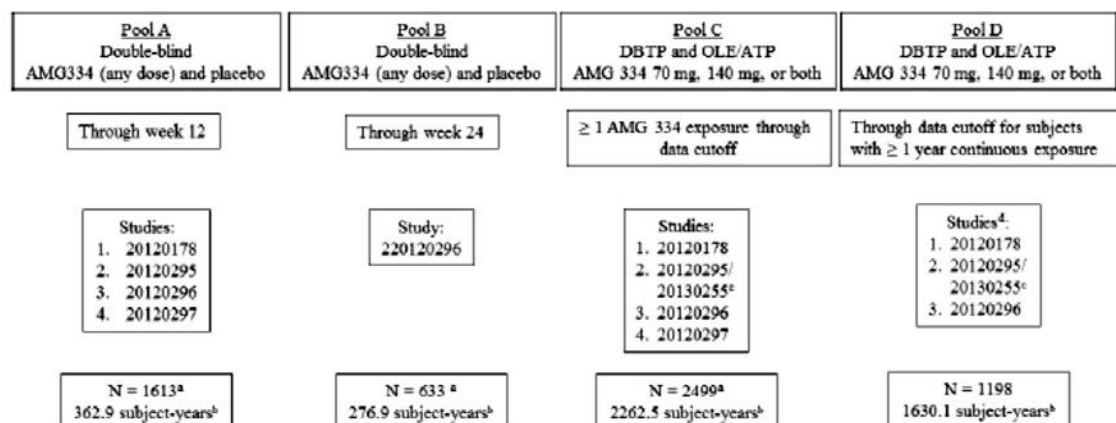 Pool A
Double-blind
AMG334 (any dose) and placebo
Through week 12
Studies:
1. 20120178
2. 20120295
3. 20120296
4. 20120297
N = 1613a
362.9 subject-yearsb
Pool B
Double-blind
AMG334 (any dose) and placebo
Through week 24
Study:
220120296
N = 633 a
276.9 subject-yearsb
Pool C
DBTP and OLE/ATP
AMG 334 70 mg, 140 mg, or both
≥ 1 AMG 334 exposure through
data cutoff
Studies:
1. 20120178
2. 20120295/
20130255c
3. 20120296
4. 20120297
N = 2499a
2262.5 subject-yearsb
Pool D
DBTP and OLE/ATP
AMG 334 70 mg, 140 mg, or both
Through data cutoff for subjects
with ≥ 1 year continuous exposure
Studiesd:
1. 20120178
2. 20120295/
20130255c
3. 20120296
N = 1198
1630.1 subject-yearsb